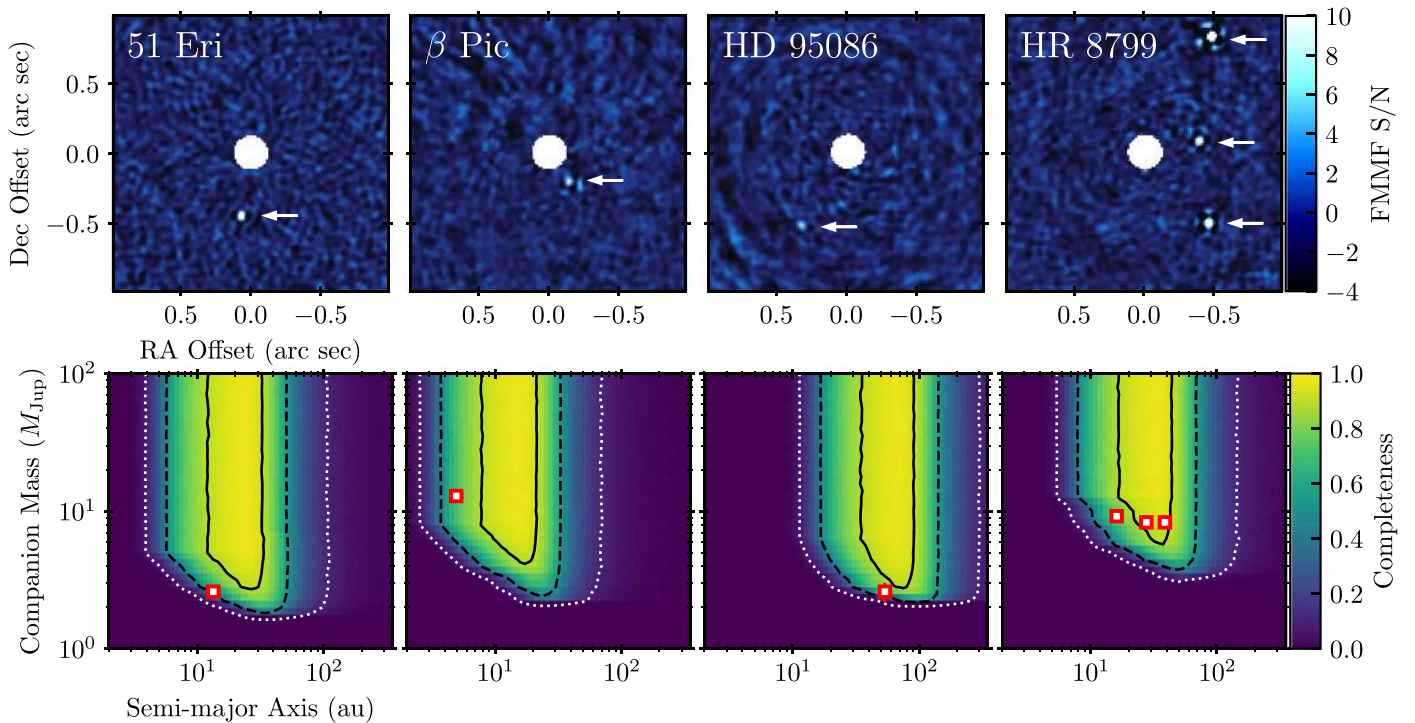 51 Eri
β Pic
HD 95086
HR 8799
Dec Offset (arc sec)
0.5
0.0
−0.5
0.5 0.0 −0.5
0.5 0.0 −0.5
0.5 0.0 −0.5
0.5 0.0 −0.5
RA Offset (arc sec)
10
8
6
4
2
0
−2
−4
FMMF S/N
Companion Mass (M_Jup)
10²
10¹
10⁰
10¹ 10²
10¹ 10²
10¹ 10²
10¹ 10²
Semi-major Axis (au)
1.0
0.8
0.6
0.4
0.2
0.0
Completeness